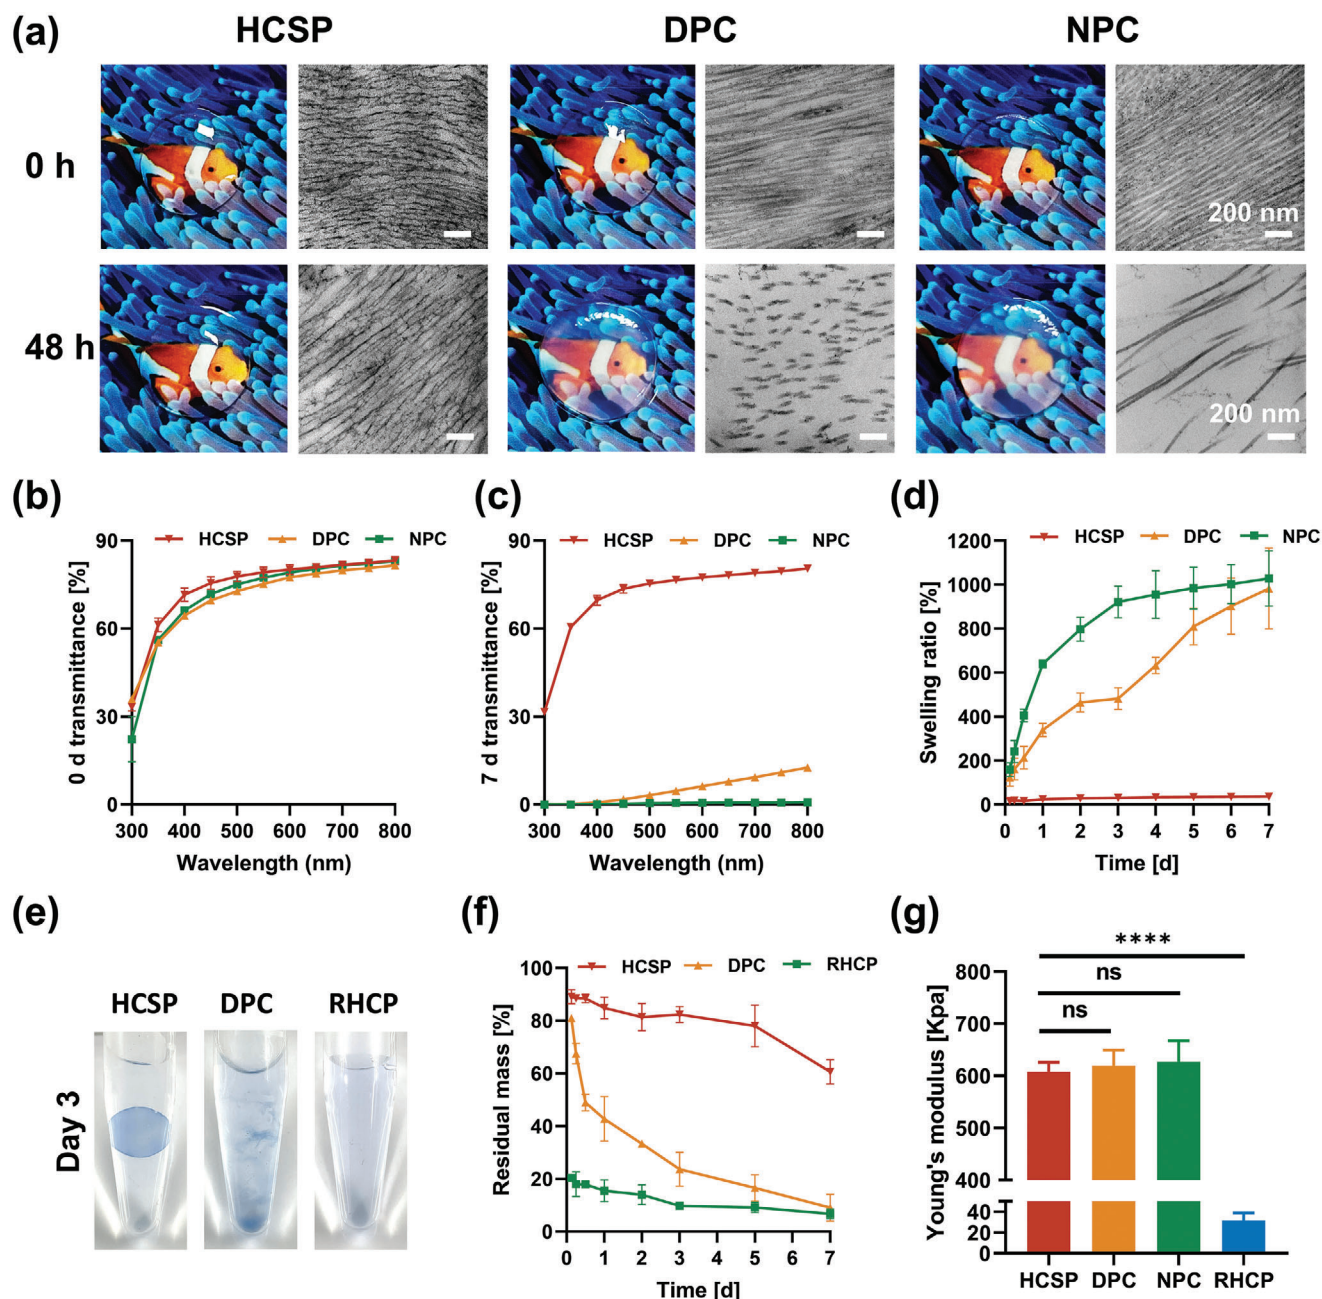 (a)
HCSP DPC NPC
0 h
200 nm
48 h
200 nm
(b) (c) (d)
HCSP DPC NPC
90
60
30
0
0 d transmittance [%]
300 400 500 600 700 800
Wavelength (nm)
HCSP DPC NPC
90
60
30
0
7 d transmittance [%]
300 400 500 600 700 800
Wavelength (nm)
HCSP DPC NPC
1200
1000
800
600
400
200
0
Swelling ratio [%]
0 1 2 3 4 5 6 7
Time [d]
(e) (f) (g)
HCSP DPC RHCP
Day 3
HCSP DPC RHCP
100
80
60
40
20
0
Residual mass [%]
0 1 2 3 4 5 6 7
Time [d]
****
ns
ns
800
700
600
500
400
40
20
0
Young's modulus [Kpa]
HCSP DPC NPC RHCP